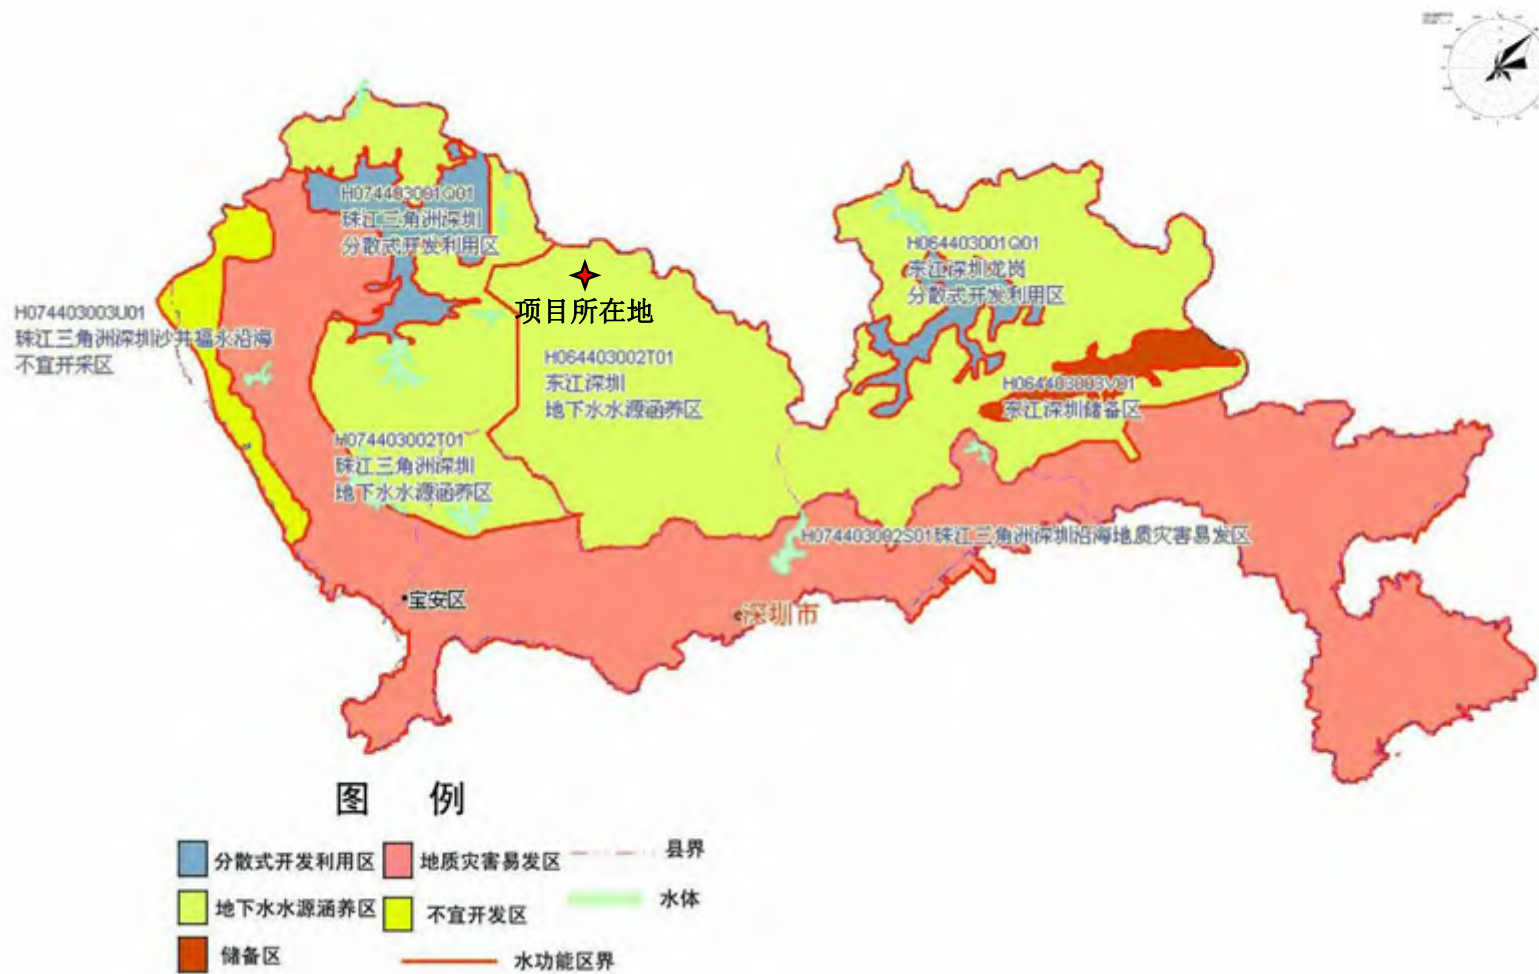 H074403001Q01
珠江三角洲深圳
分散式开发利用区
H064403001Q01
东江深圳龙岗
分散式开发利用区
项目所在地
H074403003U01
珠江三角洲深圳沙井福永沿海
不宜开采区
H064403002T01
东江深圳
地下水水源涵养区
H064403003V01
东江深圳储备区
H074403002T01
珠江三角洲深圳
地下水水源涵养区
H074403002S01珠江三角洲深圳沿海地质灾害易发区
宝安区
深圳市
图 例
分散式开发利用区
地质灾害易发区
县界
地下水水源涵养区
不宜开发区
水体
储备区
水功能区界